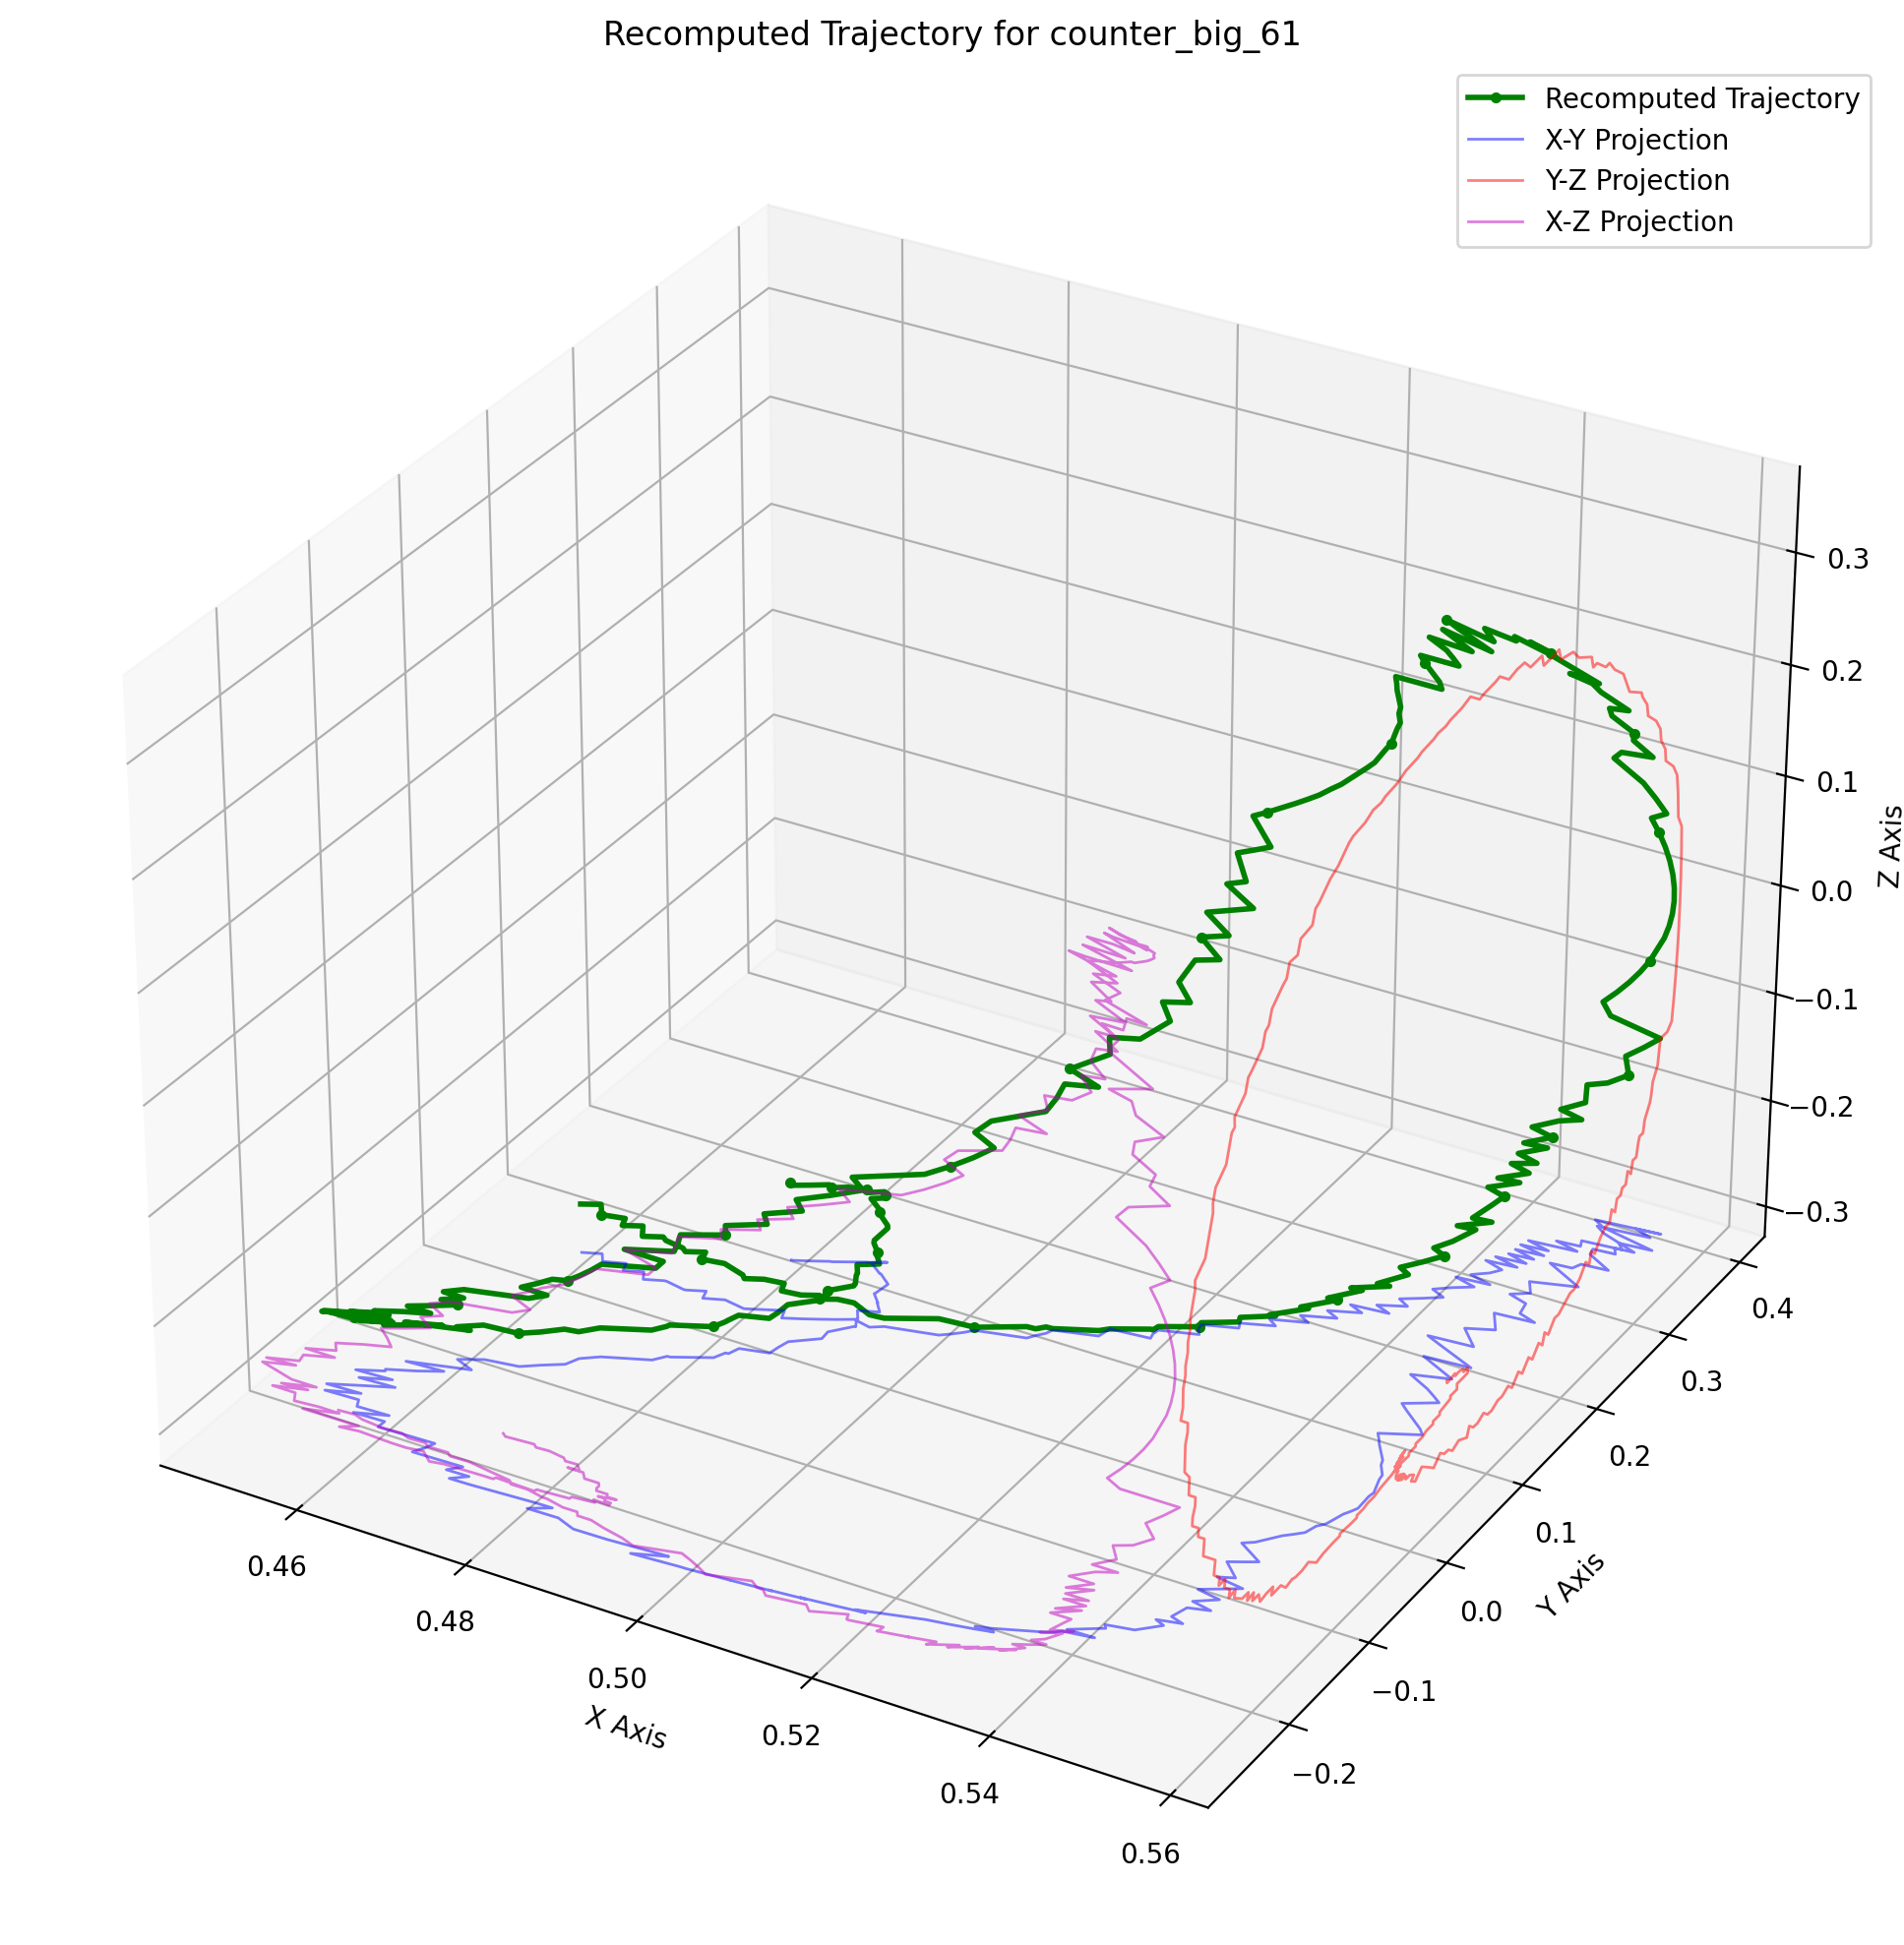 Recomputed Trajectory for counter_big_61
Recomputed Trajectory
X-Y Projection
Y-Z Projection
X-Z Projection
0.3
0.2
0.1
0.0
−0.1
−0.2
−0.3
Z Axis
0.4
0.3
0.2
0.1
0.0
−0.1
−0.2
Y Axis
0.46
0.48
0.50
0.52
0.54
0.56
X Axis